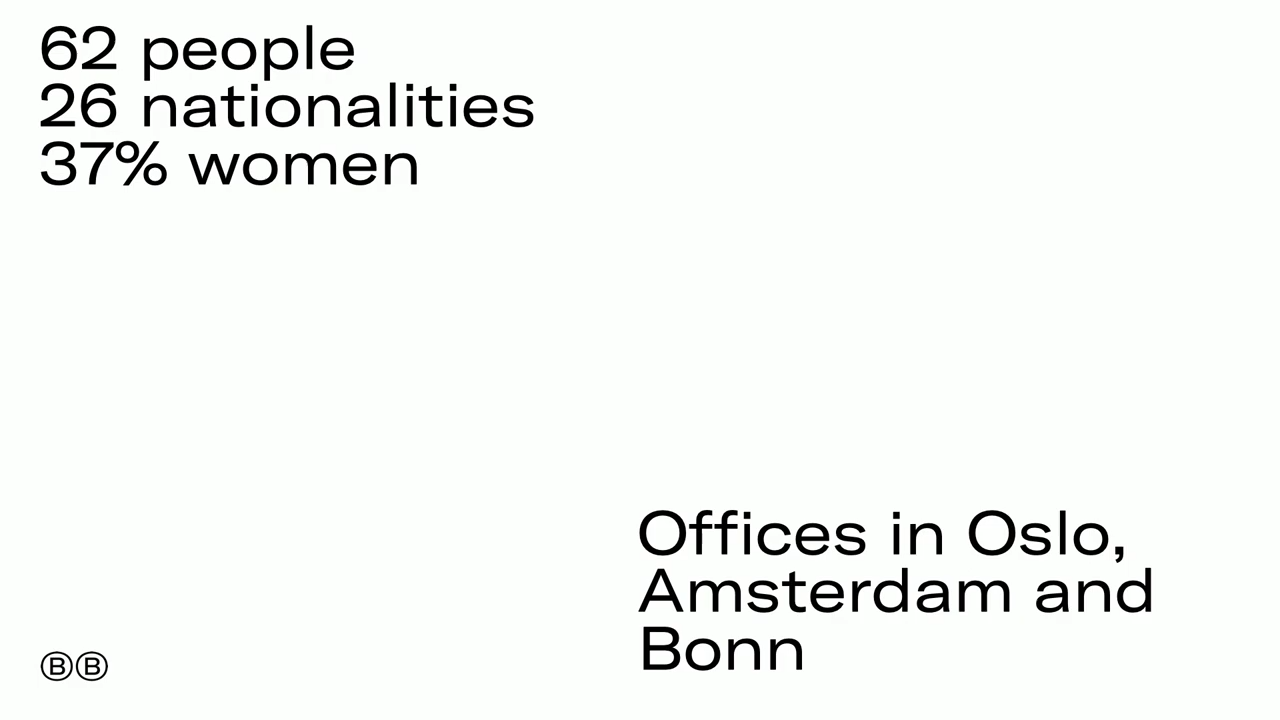 62 people
26 nationalities
37% women
Offices in Oslo,
Amsterdam and
Bonn
ⒷⒷ